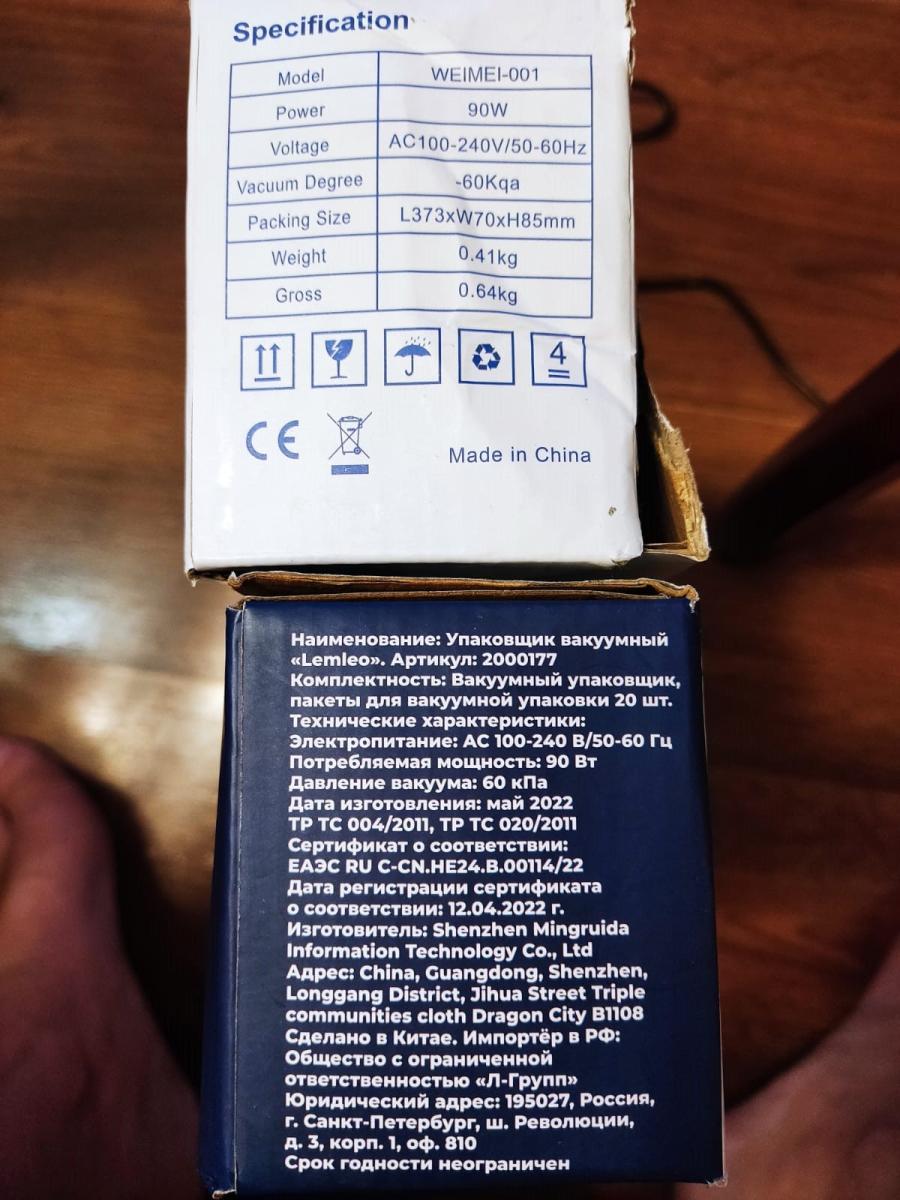 Specification
Model WEIMEI-001
Power 90W
Voltage AC100-240V/50-60Hz
Vacuum Degree -60Kqa
Packing Size L373xW70xH85mm
Weight 0.41kg
Gross 0.64kg
4
CE
Made in China
Наименование: Упаковщик вакуумный
«Lemleo». Артикул: 2000177
Комплектность: Вакуумный упаковщик,
пакеты для вакуумной упаковки 20 шт.
Технические характеристики:
Электропитание: АС 100-240 В/50-60 Гц
Потребляемая мощность: 90 Вт
Давление вакуума: 60 кПа
Дата изготовления: май 2022
ТР ТС 004/2011, ТР ТС 020/2011
Сертификат о соответствии:
ЕАЭС RU C-CN.HE24.B.00114/22
Дата регистрации сертификата
о соответствии: 12.04.2022 г.
Изготовитель: Shenzhen Mingruida
Information Technology Co., Ltd
Адрес: China, Guangdong, Shenzhen,
Longgang District, Jihua Street Triple
communities cloth Dragon City B1108
Сделано в Китае. Импортёр в РФ:
Общество с ограниченной
ответственностью «Л-Групп»
Юридический адрес: 195027, Россия,
г. Санкт-Петербург, ш. Революции,
д. 3, корп. 1, оф. 810
Срок годности неограничен